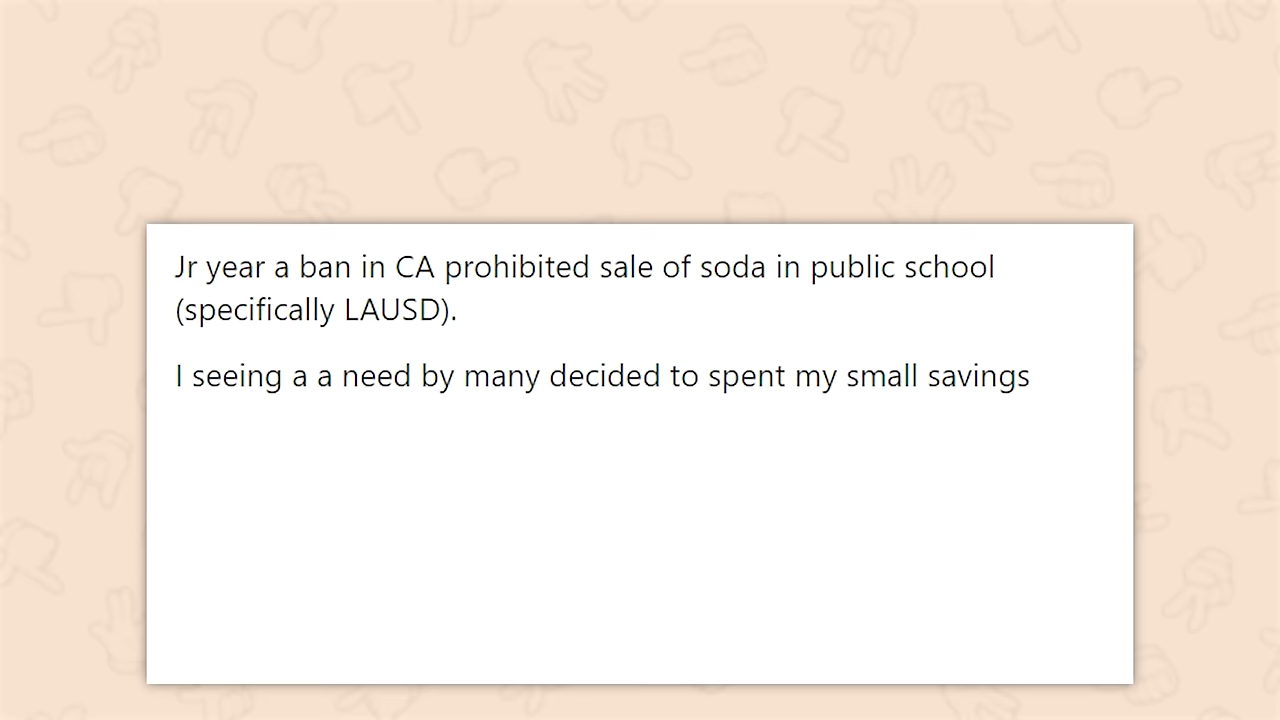 Jr year a ban in CA prohibited sale of soda in public school
(specifically LAUSD).
I seeing a a need by many decided to spent my small savings